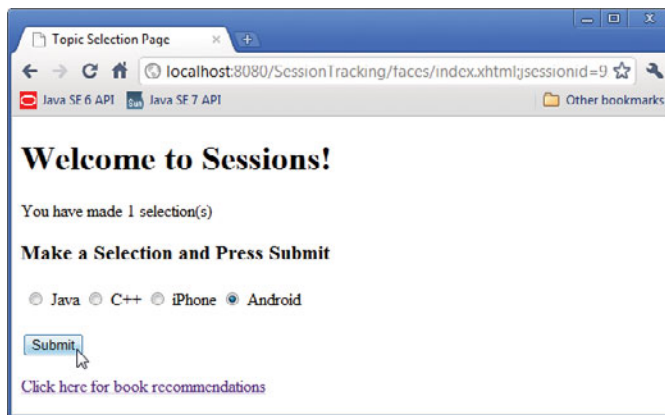 Topic Selection Page
localhost:8080/SessionTracking/faces/index.xhtml;jsessionid=9
Java SE 6 API Sun Java SE 7 API Other bookmarks
Welcome to Sessions!
You have made 1 selection(s)
Make a Selection and Press Submit
Java C++ iPhone Android
Submit
Click here for book recommendations